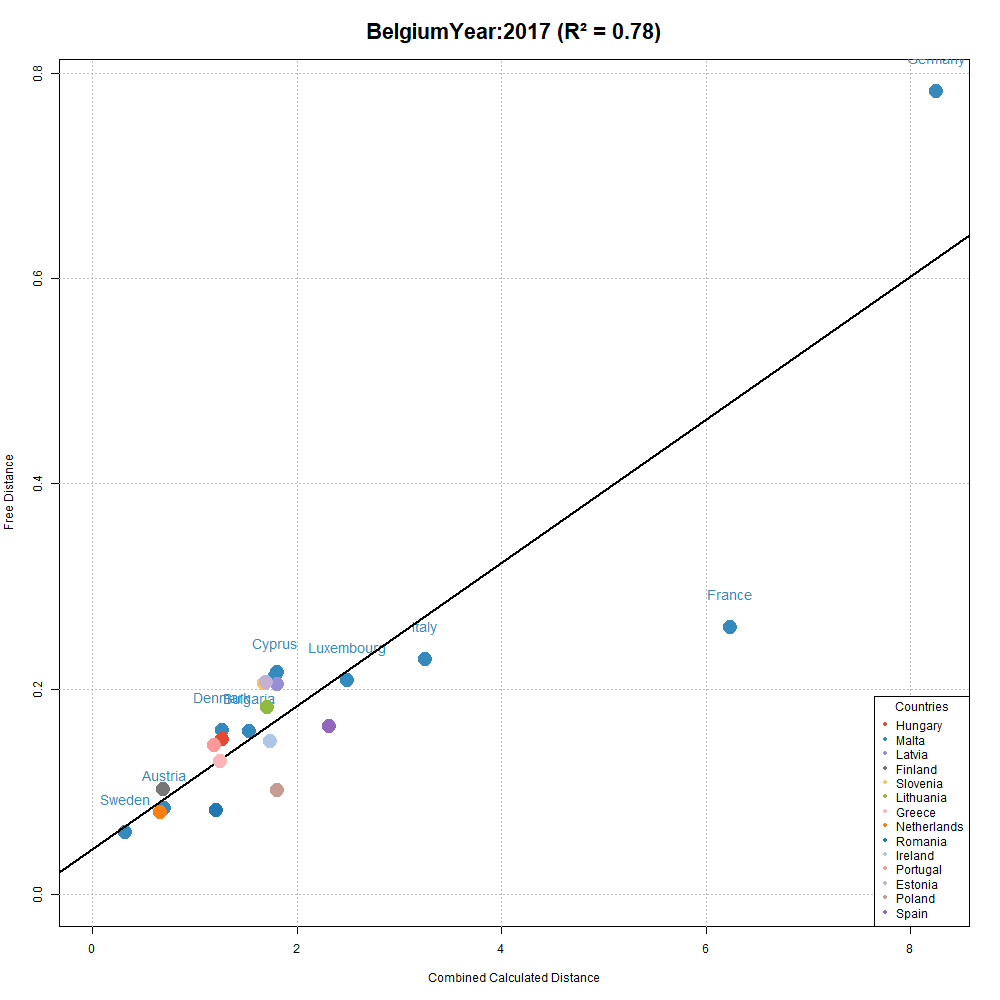 BelgiumYear:2017 (R² = 0.78)
Germany
0.8
0.6
0.4
0.2
0.0
Free Distance
France
Italy
Luxembourg
Cyprus
Denmark
Bulgaria
Austria
Sweden
Countries
Hungary
Malta
Latvia
Finland
Slovenia
Lithuania
Greece
Netherlands
Romania
Ireland
Portugal
Estonia
Poland
Spain
0 2 4 6 8
Combined Calculated Distance